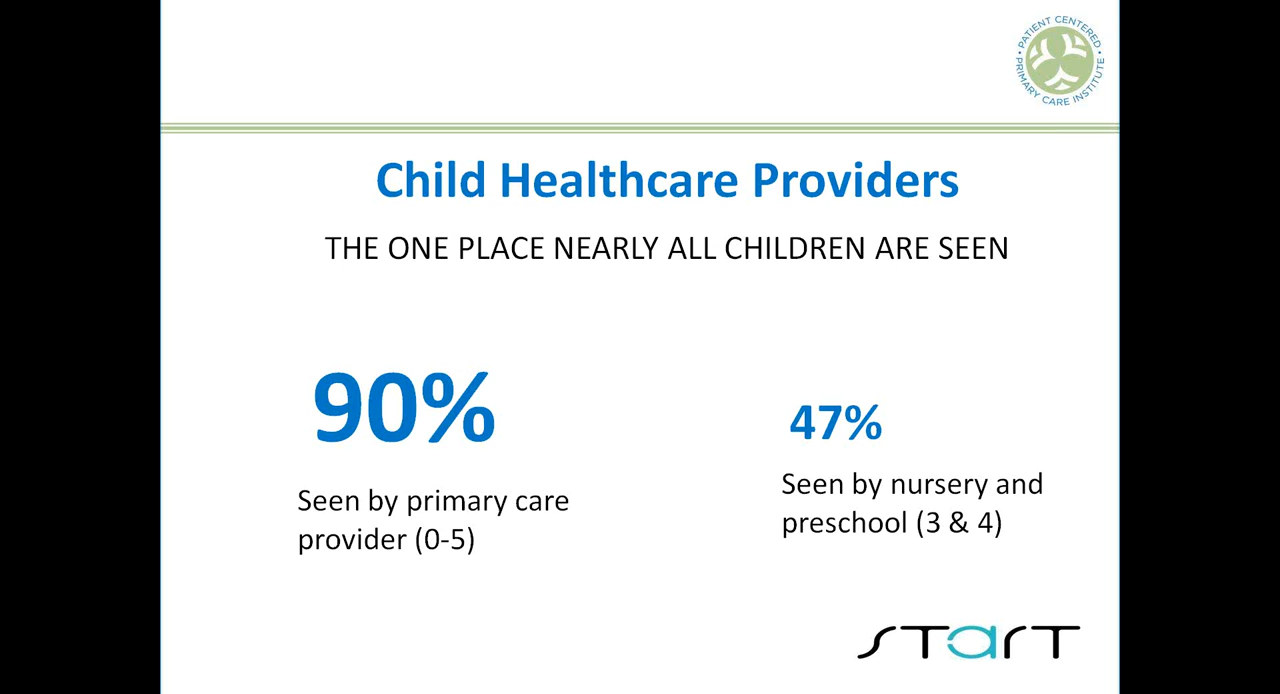 • PATIENT CENTERED •
PRIMARY CARE INSTITUTE
Child Healthcare Providers
THE ONE PLACE NEARLY ALL CHILDREN ARE SEEN
90%
Seen by primary care
provider (0-5)
47%
Seen by nursery and
preschool (3 & 4)
START